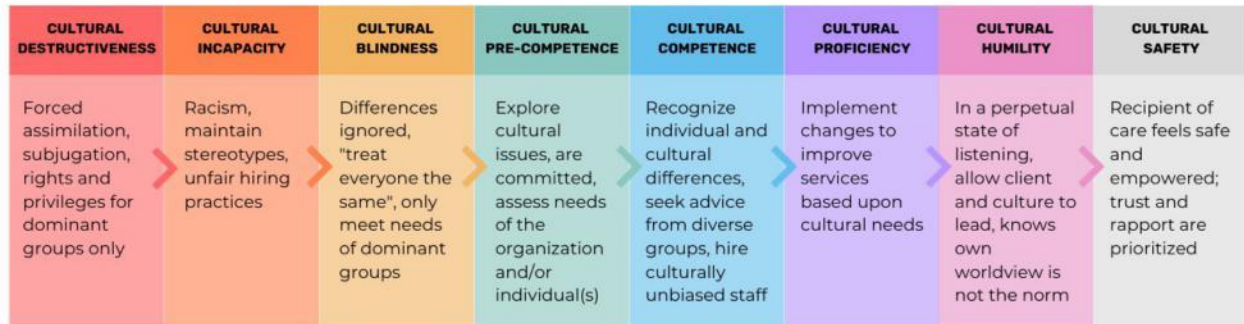 CULTURAL
DESTRUCTIVENESS
Forced
assimilation,
subjugation,
rights and
privileges for
dominant
groups only
CULTURAL
INCAPACITY
Racism,
maintain
stereotypes,
unfair hiring
practices
CULTURAL
BLINDNESS
Differences
ignored,
"treat
everyone the
same", only
meet needs
of dominant
groups
CULTURAL
PRE-COMPETENCE
Explore
cultural
issues, are
committed,
assess needs
of the
organization
and/or
individual(s)
CULTURAL
COMPETENCE
Recognize
individual and
cultural
differences,
seek advice
from diverse
groups, hire
culturally
unbiased staff
CULTURAL
PROFICIENCY
Implement
changes to
improve
services
based upon
cultural needs
CULTURAL
HUMILITY
In a perpetual
state of
listening,
allow client
and culture to
lead, knows
own
worldview is
not the norm
CULTURAL
SAFETY
Recipient of
care feels safe
and
empowered;
trust and
rapport are
prioritized